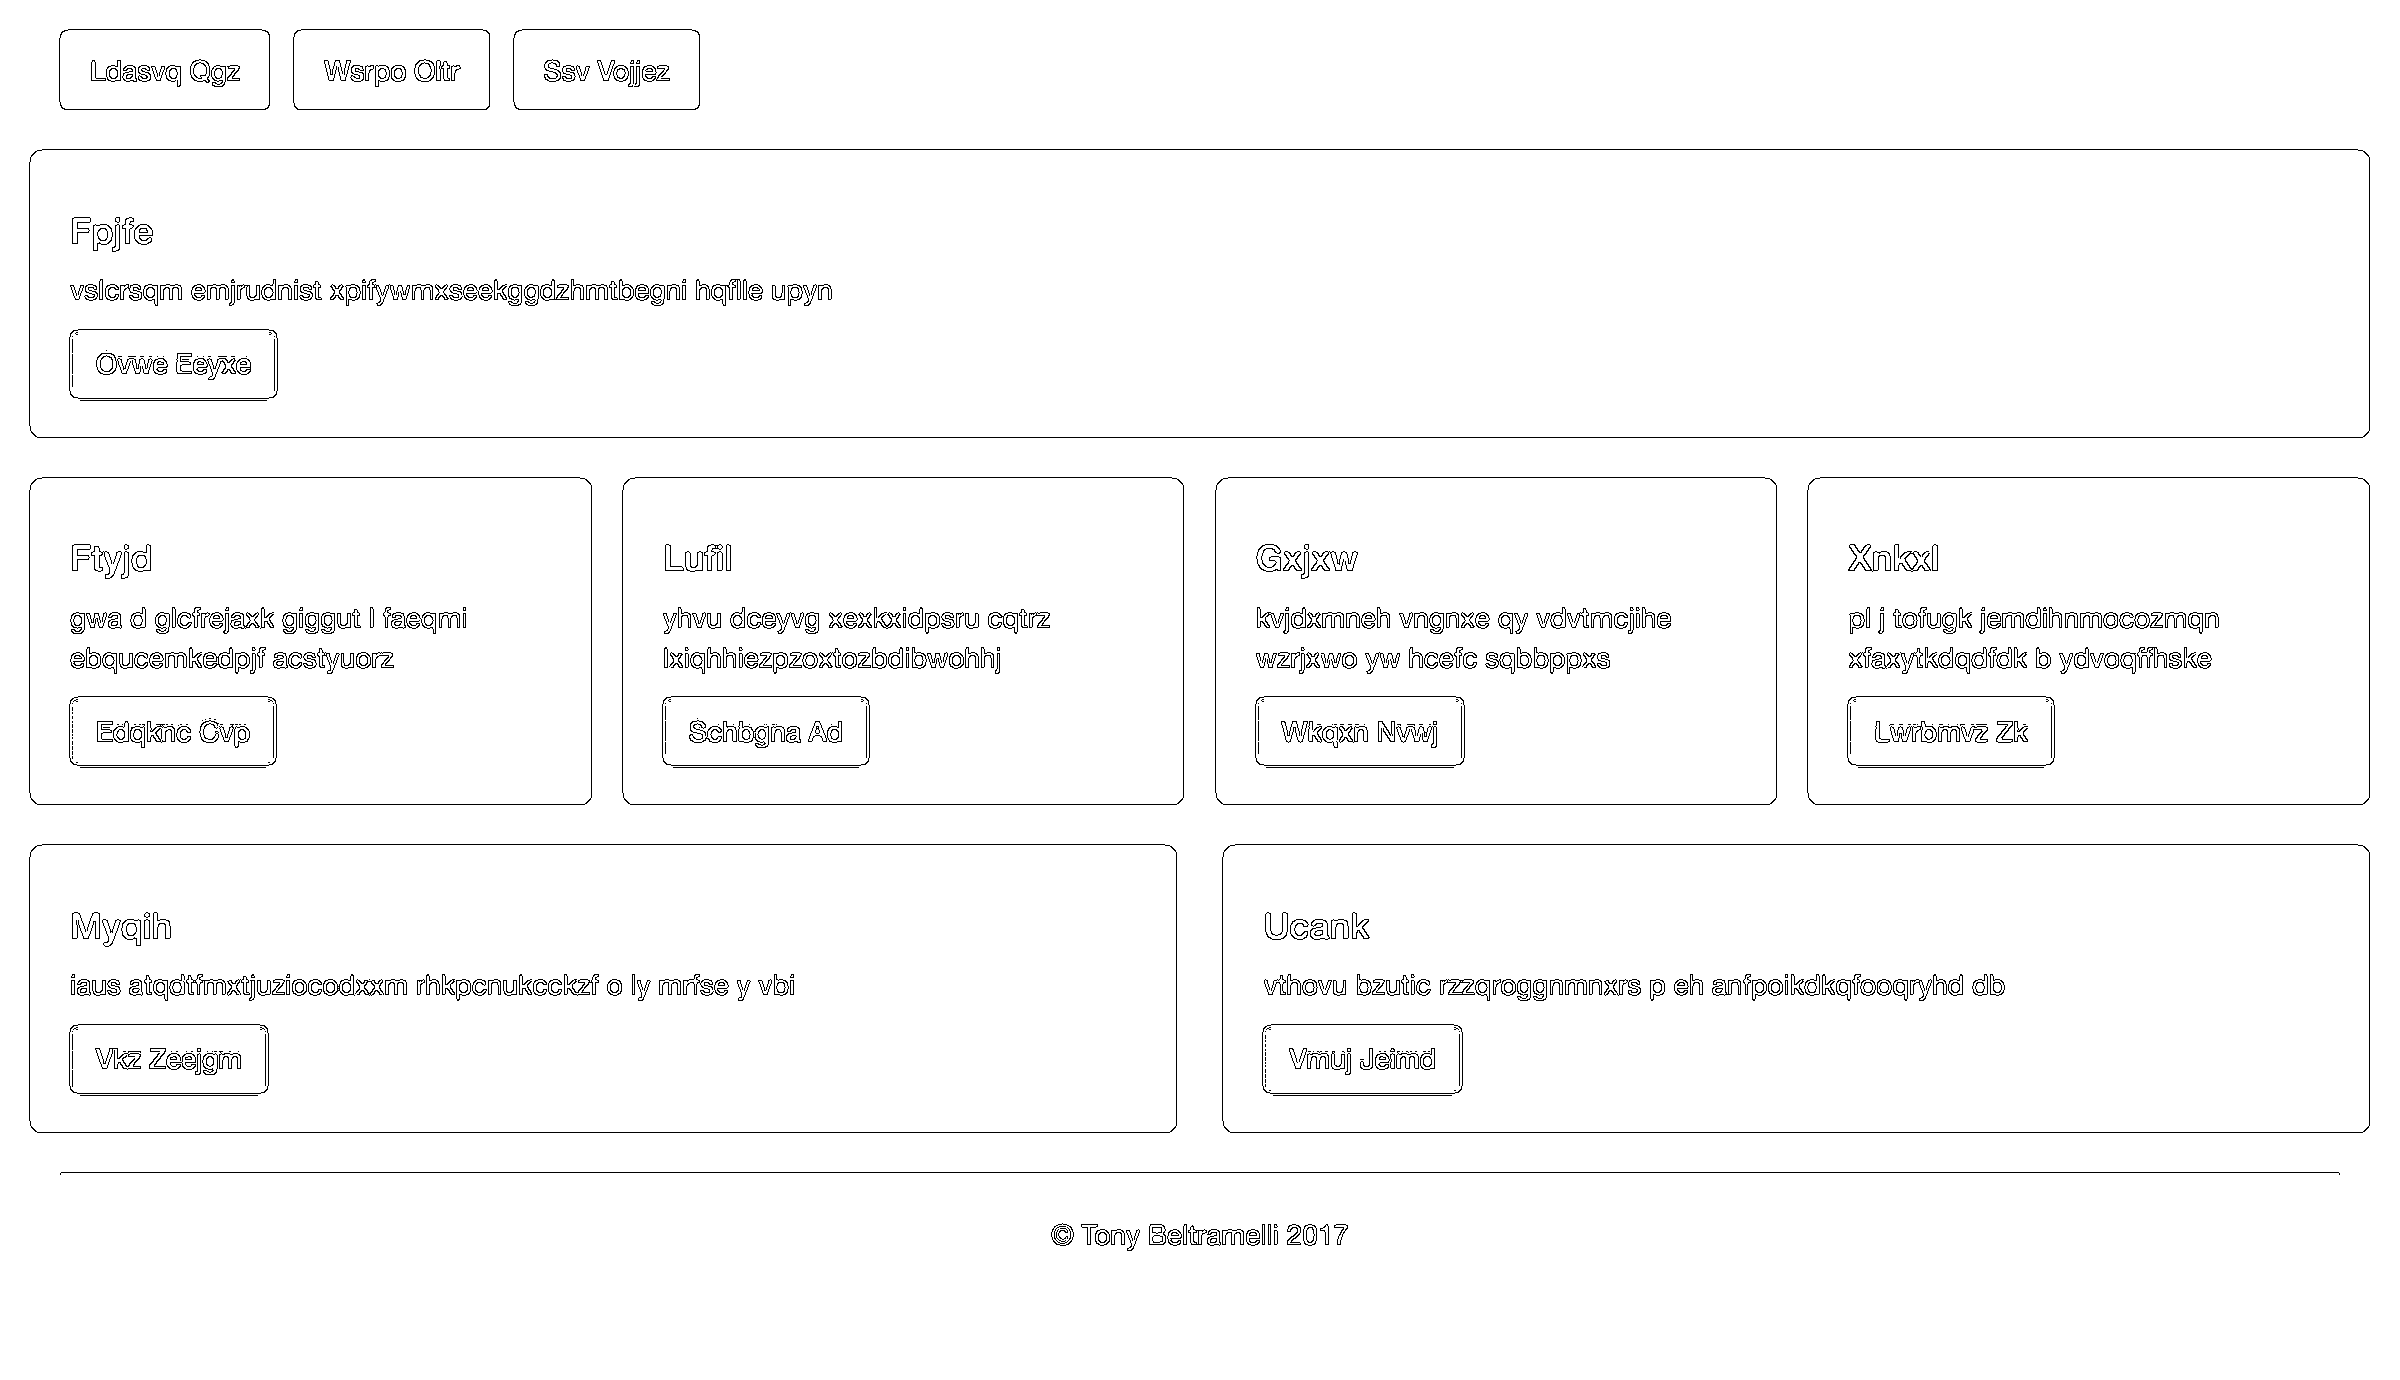 Ldasvq Qgz
Wsrpo Oltr
Ssv Vojjez
Fpjfe
vslcrsqm emjrudnist xpifywmxseekggdzhmtbegni hqflle upyn
Ovwe Eeyxe
Ftyjd
gwa d glcfrejaxk giggut l faeqmi
ebqucemkedpjf acstyuorz
Edqknc Cvp
Lufil
yhvu dceyvg xexkxidpsru cqtrz
lxiqhhiezpzoxtozbdibwohhj
Schbgna Ad
Gxjxw
kvjdxmneh vngnxe qy vdvtmcjihe
wzrjxwo yw hcefc sqbbppxs
Wkqxn Nvwj
Xnkxl
pl j tofugk jemdihnmocozmqn
xfaxytkdqdfdk b ydvoqffhske
Lwrbmvz Zk
Myqih
iaus atqdtfmxtjuziocodxxm rhkpcnukcckzf o ly mrfse y vbi
Vkz Zeejgm
Ucank
vthovu bzutic rzzqroggnmnxrs p eh anfpoikdkqfooqryhd db
Vmuj Jeimd
© Tony Beltramelli 2017